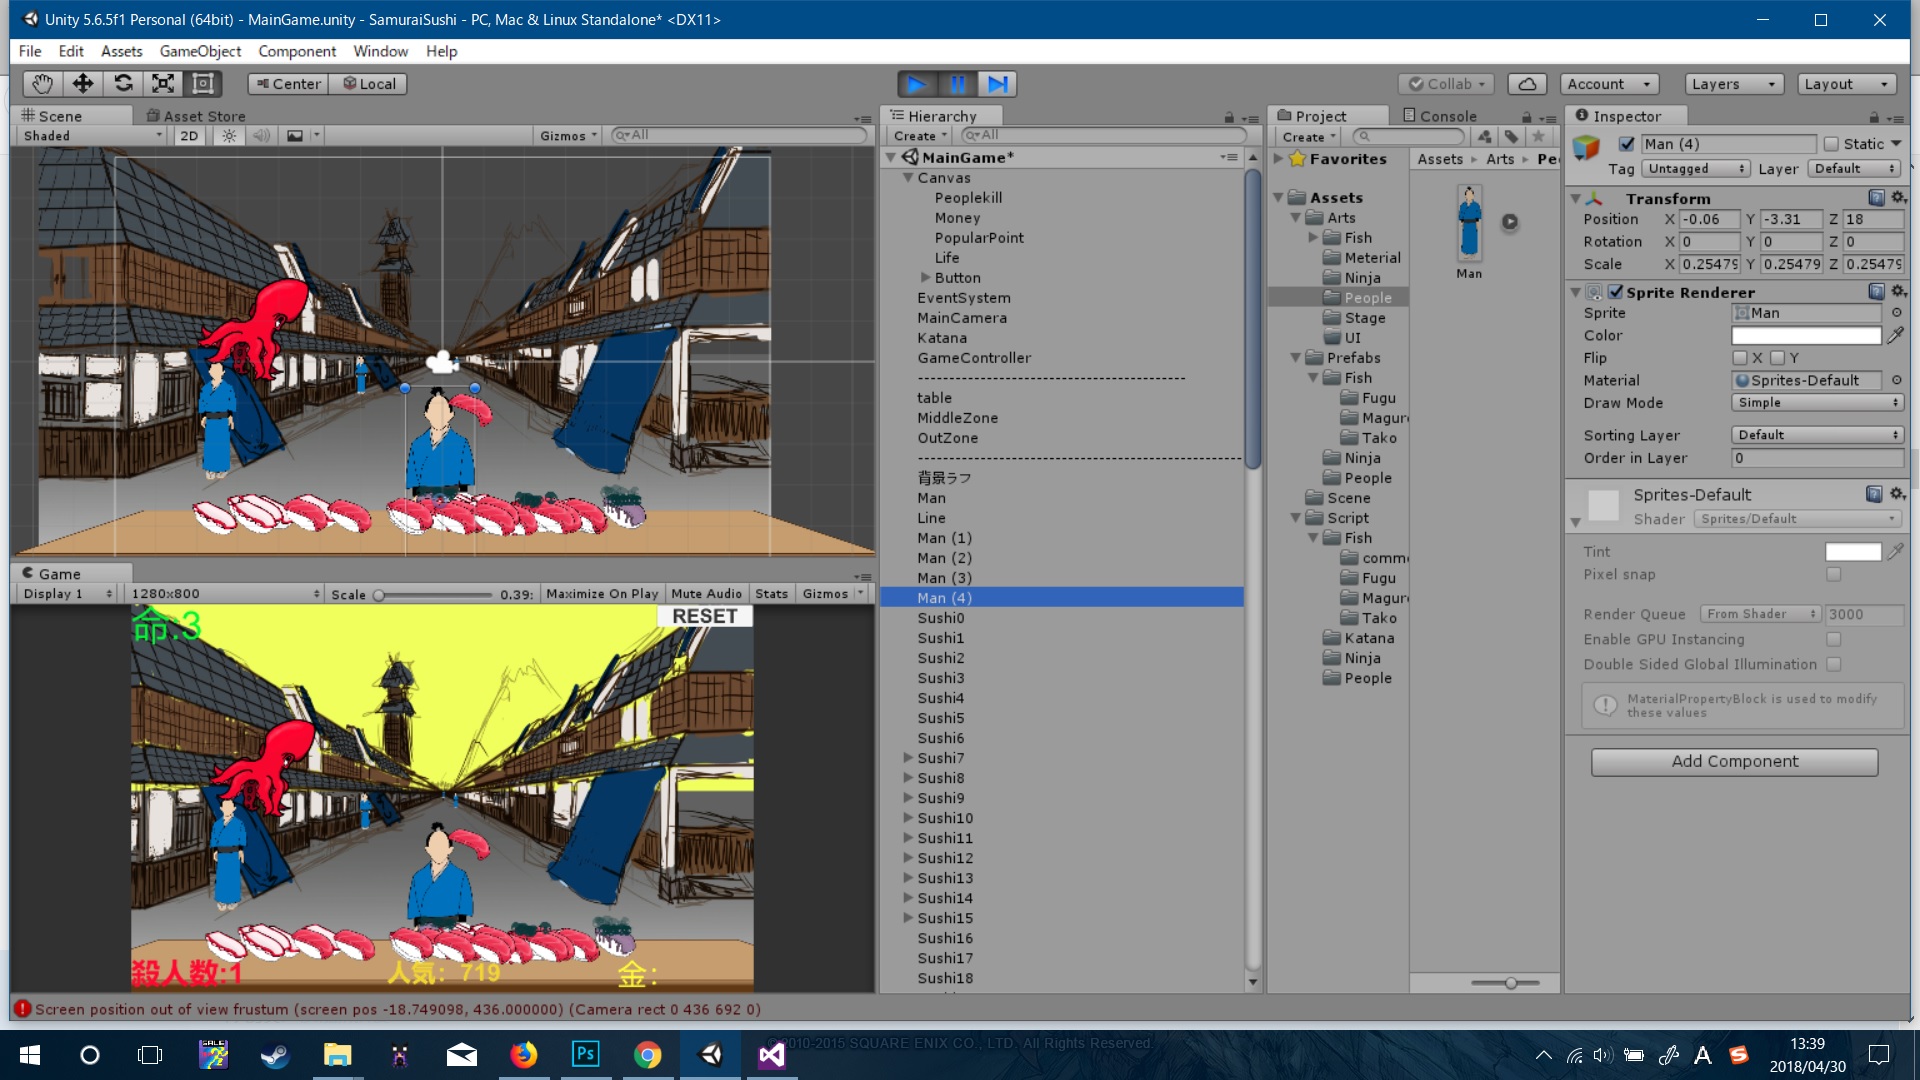 Unity 5.6.5f1 Personal (64bit) - MainGame.unity - SamuraiSushi - PC, Mac & Linux Standalone* <DX11>
File Edit Assets GameObject Component Window Help
Center Local Collab Account Layers Layout
Scene Asset Store
Shaded 2D Gizmos All
Game
Display 1 1280x800 Scale 0.39: Maximize On Play Mute Audio Stats Gizmos
命:3
RESET
殺人数:1 人気: 719 金:
Hierarchy
Create All
MainGame*
Canvas
Peoplekill
Money
PopularPoint
Life
Button
EventSystem
MainCamera
Katana
GameController
-------------------------------------------
table
MiddleZone
OutZone
----------------------------------------------------
背景ラフ
Man
Line
Man (1)
Man (2)
Man (3)
Man (4)
Sushi0
Sushi1
Sushi2
Sushi3
Sushi4
Sushi5
Sushi6
Sushi7
Sushi8
Sushi9
Sushi10
Sushi11
Sushi12
Sushi13
Sushi14
Sushi15
Sushi16
Sushi17
Sushi18
Project Console
Create
Favorites
Assets
Arts
Fish
Meterial
Ninja
People
Stage
UI
Prefabs
Fish
Fugu
Magur
Tako
Ninja
People
Scene
Script
Fish
comm
Fugu
Magur
Tako
Katana
Ninja
People
Assets Arts Pe
Man
Inspector
Man (4) Static
Tag Untagged Layer Default
Transform
Position X -0.06 Y -3.31 Z 18
Rotation X 0 Y 0 Z 0
Scale X 0.25479 Y 0.25479 Z 0.25479
Sprite Renderer
Sprite Man
Color
Flip X Y
Material Sprites-Default
Draw Mode Simple
Sorting Layer Default
Order in Layer 0
Sprites-Default
Shader Sprites/Default
Tint
Pixel snap
Render Queue From Shader 3000
Enable GPU Instancing
Double Sided Global Illumination
MaterialPropertyBlock is used to modify
these values
Add Component
Screen position out of view frustum (screen pos -18.749098, 436.000000) (Camera rect 0 436 692 0)
©2010-2015 SQUARE ENIX CO., LTD. All Rights Reserved.
Ps
A
S
13:39
2018/04/30